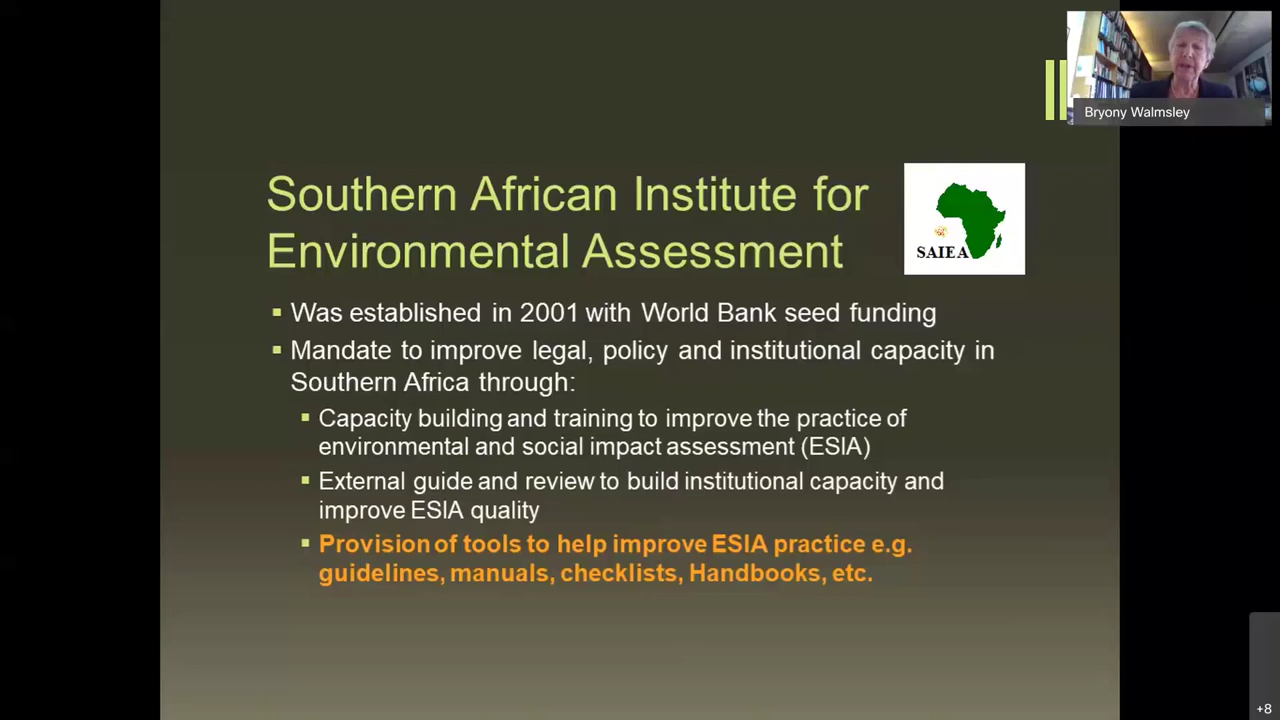 Bryony Walmsley
Southern African Institute for
Environmental Assessment
SAIEA
Was established in 2001 with World Bank seed funding
Mandate to improve legal, policy and institutional capacity in
Southern Africa through:
Capacity building and training to improve the practice of
environmental and social impact assessment (ESIA)
External guide and review to build institutional capacity and
improve ESIA quality
Provision of tools to help improve ESIA practice e.g.
guidelines, manuals, checklists, Handbooks, etc.
+8